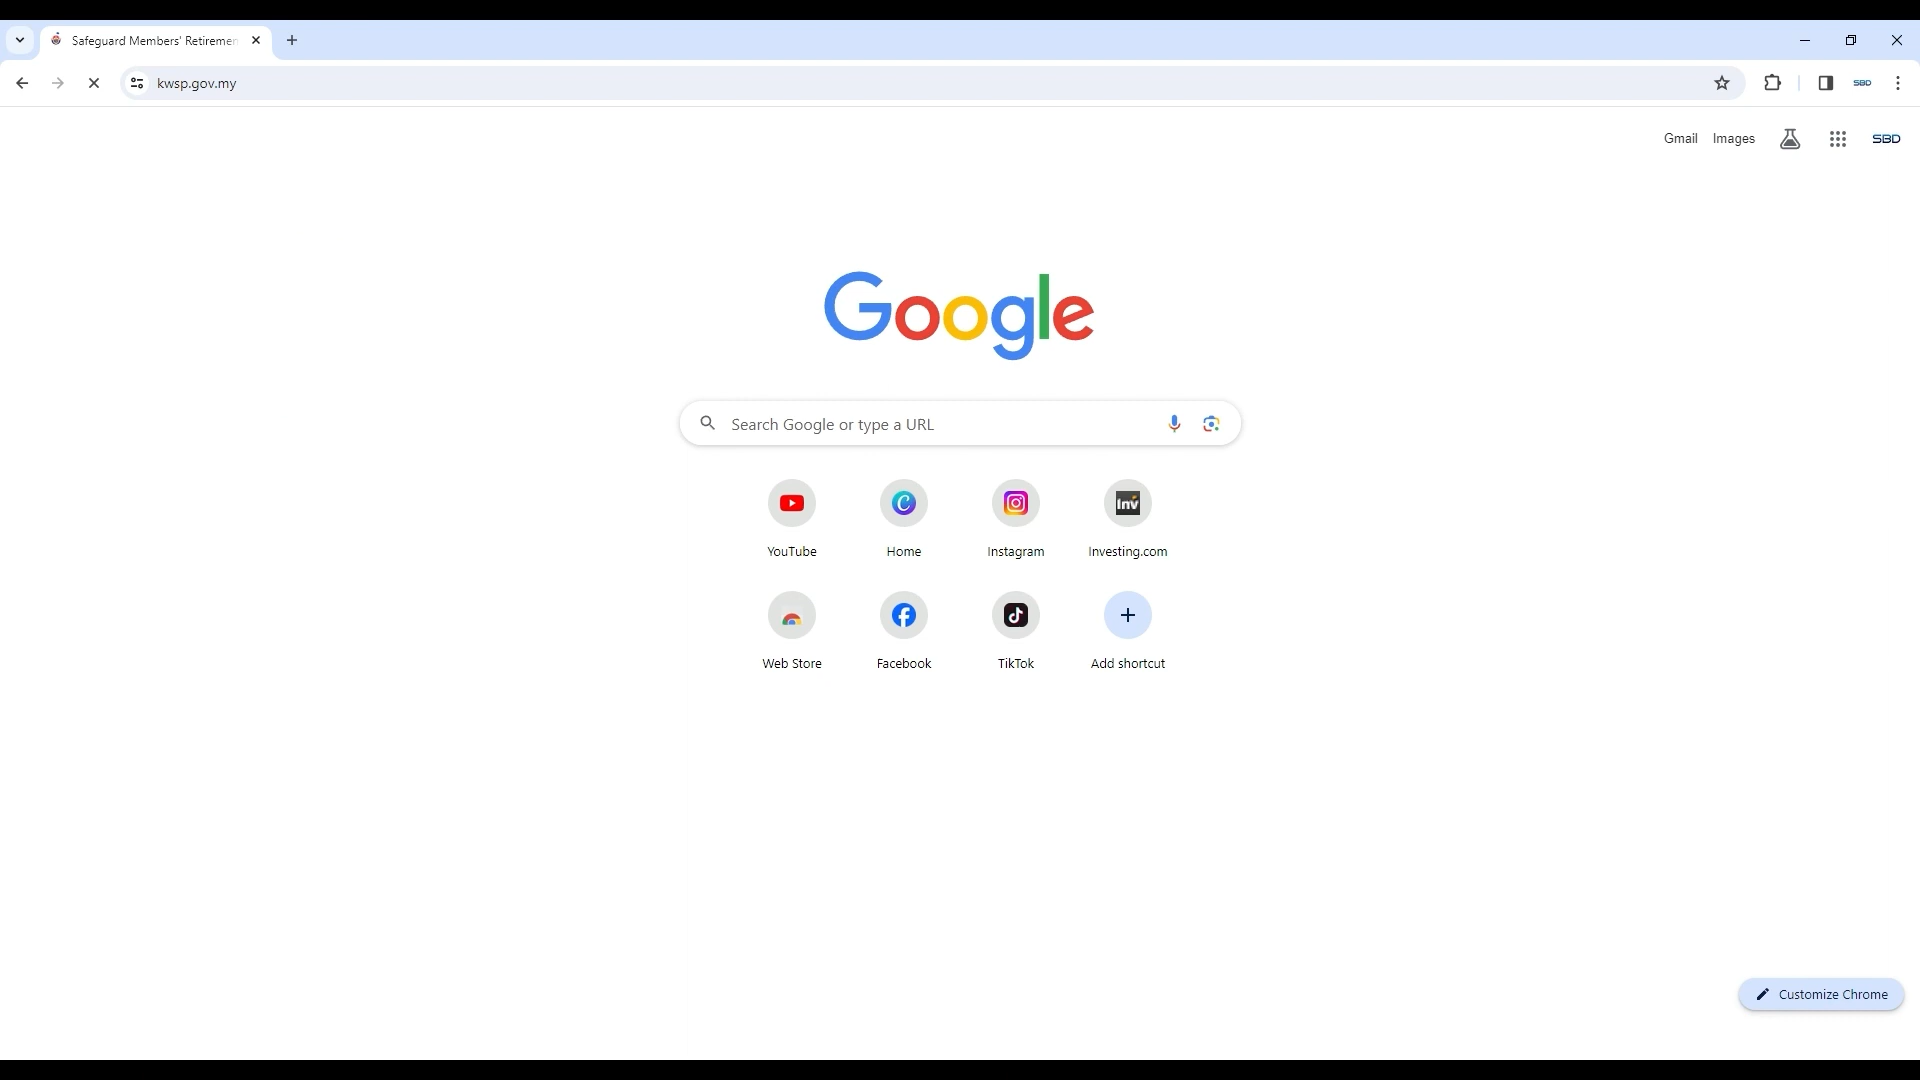 Safeguard Members' Retiremen
kwsp.gov.my
SBD
Gmail Images SBD
Google
Search Google or type a URL
Inv
YouTube Home Instagram Investing.com
Web Store Facebook TikTok Add shortcut
Customize Chrome